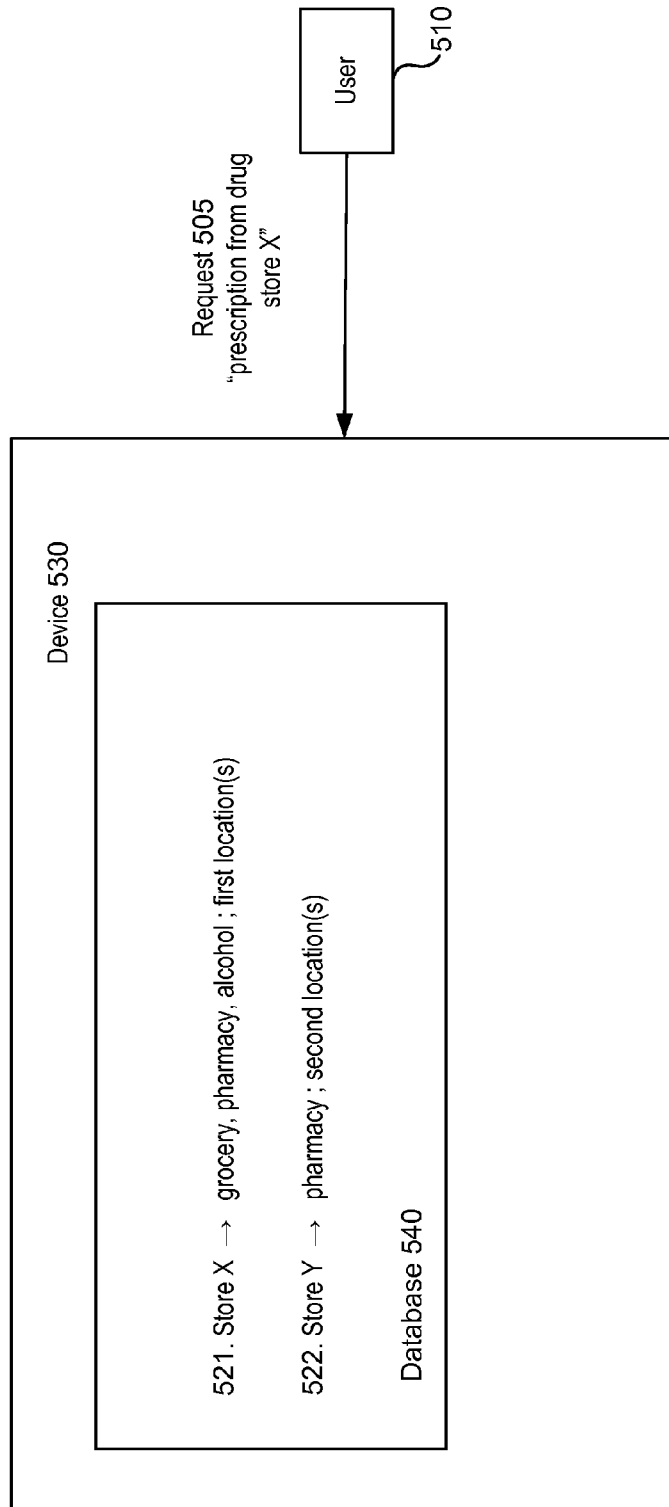 Device 530
521. Store X → grocery, pharmacy, alcohol ; first location(s)
522. Store Y → pharmacy ; second location(s)
Database 540
Request 505
“prescription from drug
store X”
User
510